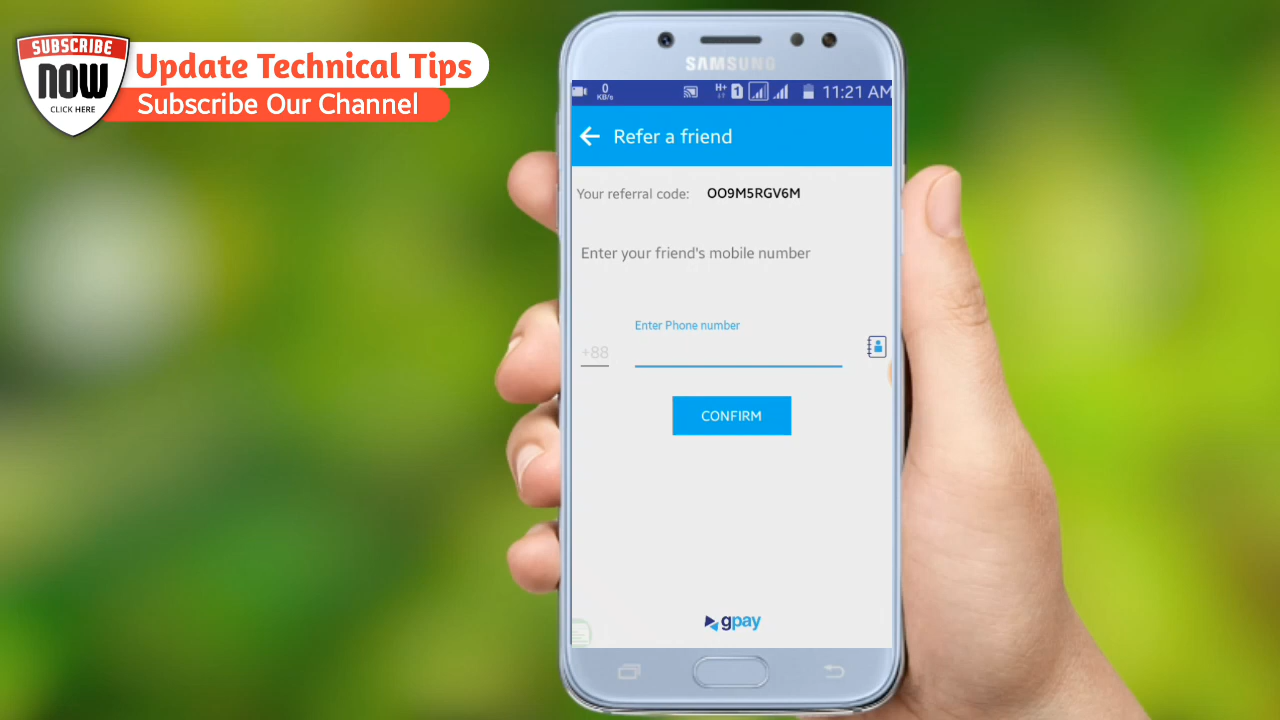 SUBSCRIBE
NOW
CLICK HERE
Update Technical Tips
Subscribe Our Channel
SAMSUNG
0
KB/s
H+
1
11:21 AM
Refer a friend
Your referral code: OO9M5RGV6M
Enter your friend's mobile number
Enter Phone number
+88
CONFIRM
gpay